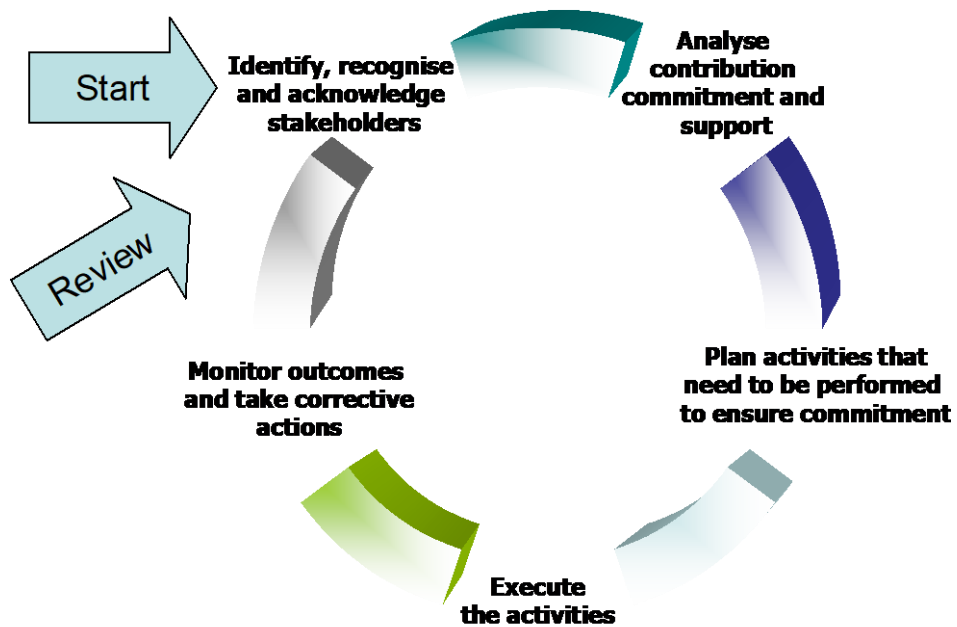 Start
Review
Identify, recognise
and acknowledge
stakeholders
Analyse
contribution
commitment and
support
Plan activities that
need to be performed
to ensure commitment
Execute
the activities
Monitor outcomes
and take corrective
actions